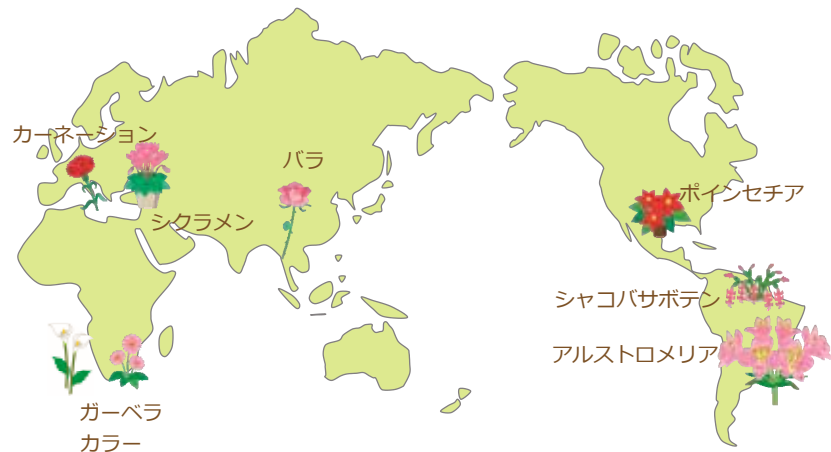 カーネーション
バラ
シクラメン
ポインセチア
シャコバサボテン
アルストロメリア
ガーベラ
カラー